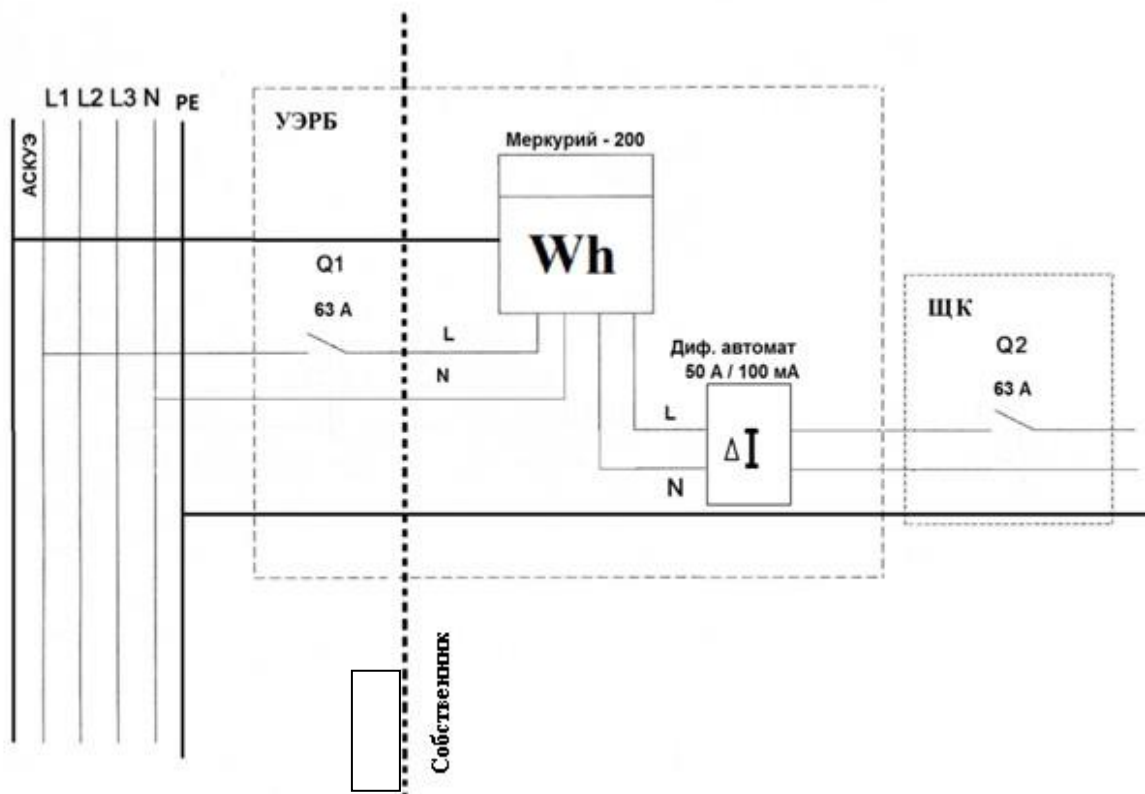 L1 L2 L3 N PE
АСКУЭ
УЭРБ
Меркурий - 200
Wh
Q1
63 А
L
N
Диф. автомат
50 А / 100 мА
L
N
Δ I
ЩК
Q2
63 А
Собственник